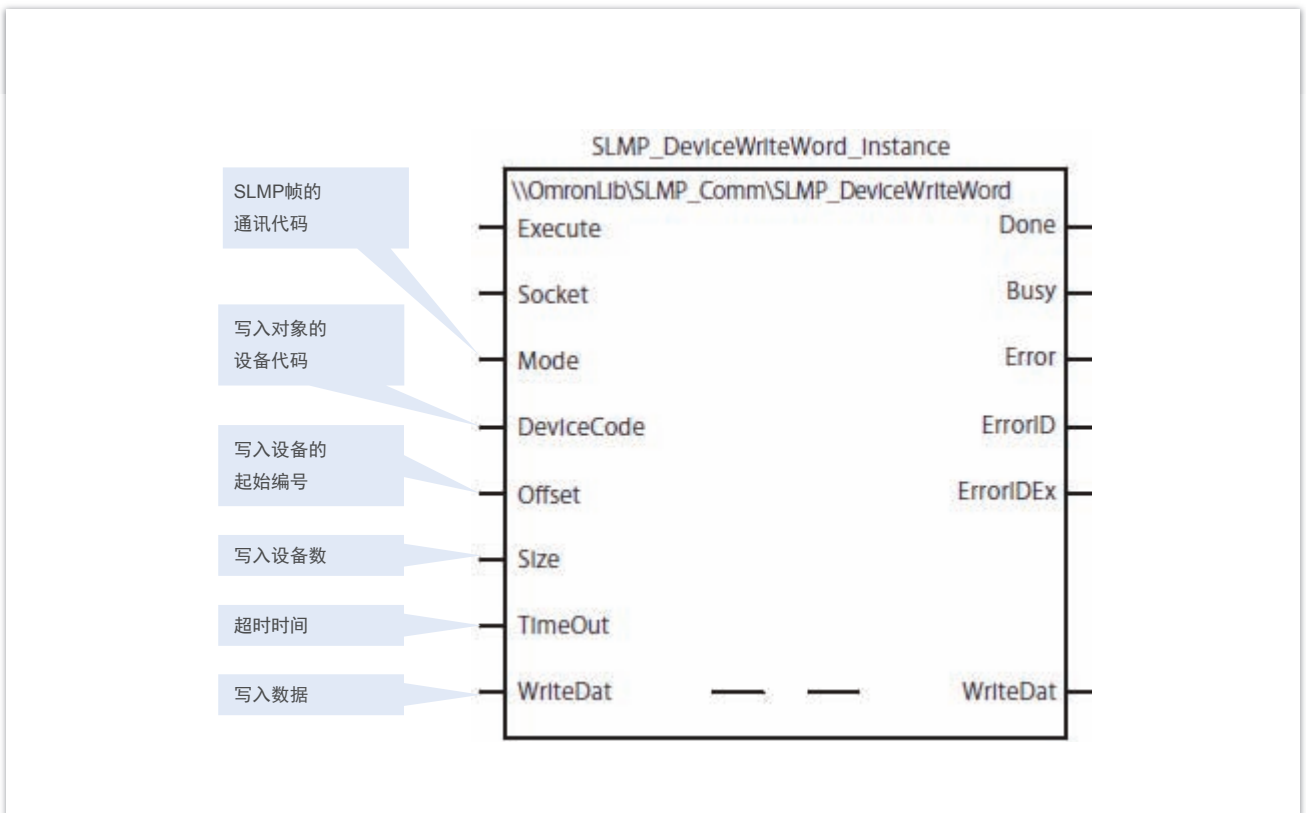 SLMP_DeviceWriteWord_Instance
\\OmronLib\SLMP_Comm\SLMP_DeviceWriteWord
SLMP帧的
通讯代码
Execute
Done
Socket
Busy
写入对象的
设备代码
Mode
Error
DeviceCode
ErrorID
写入设备的
起始编号
Offset
ErrorIDEx
写入设备数
Size
超时时间
TimeOut
写入数据
WriteDat
WriteDat